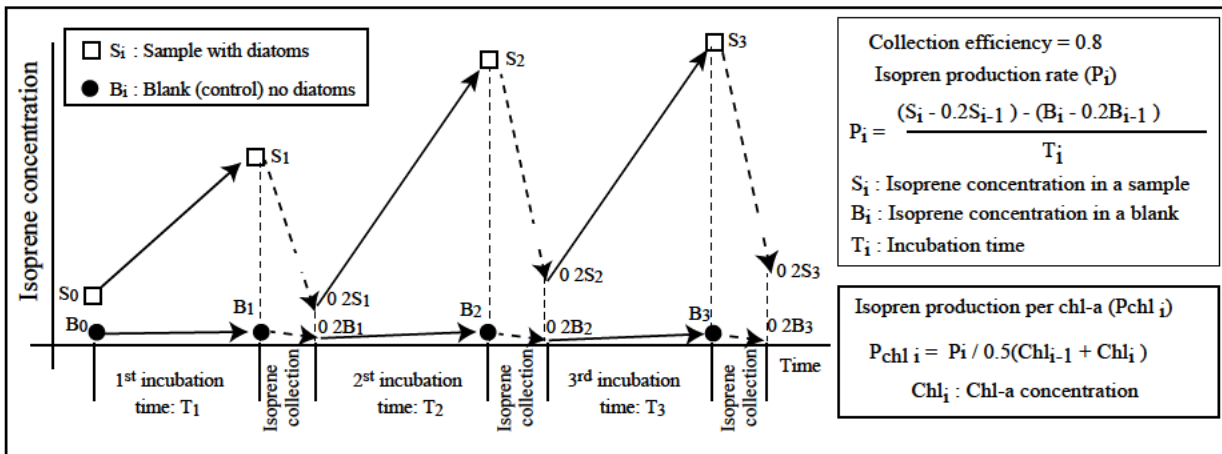 Isoprene concentration
Sᵢ : Sample with diatoms
Bᵢ : Blank (control) no diatoms
S₀
B₀
S₁
B₁
0 2S₁
0 2B₁
S₂
B₂
0 2S₂
0 2B₂
S₃
B₃
0 2S₃
0 2B₃
Time
1ˢᵗ incubation
time: T₁
Isoprene
collection
2ˢᵗ incubation
time: T₂
Isoprene
collection
3ʳᵈ incubation
time: T₃
Isoprene
collection
Collection efficiency = 0.8
Isopren production rate (Pᵢ)
(Sᵢ - 0.2Sᵢ₋₁ ) - (Bᵢ - 0.2Bᵢ₋₁ )
Pᵢ =
Tᵢ
Sᵢ : Isoprene concentration in a sample
Bᵢ : Isoprene concentration in a blank
Tᵢ : Incubation time
Isopren production per chl-a (Pchl ᵢ)
Pchl ᵢ = Pi / 0.5(Chlᵢ₋₁ + Chlᵢ )
Chlᵢ : Chl-a concentration